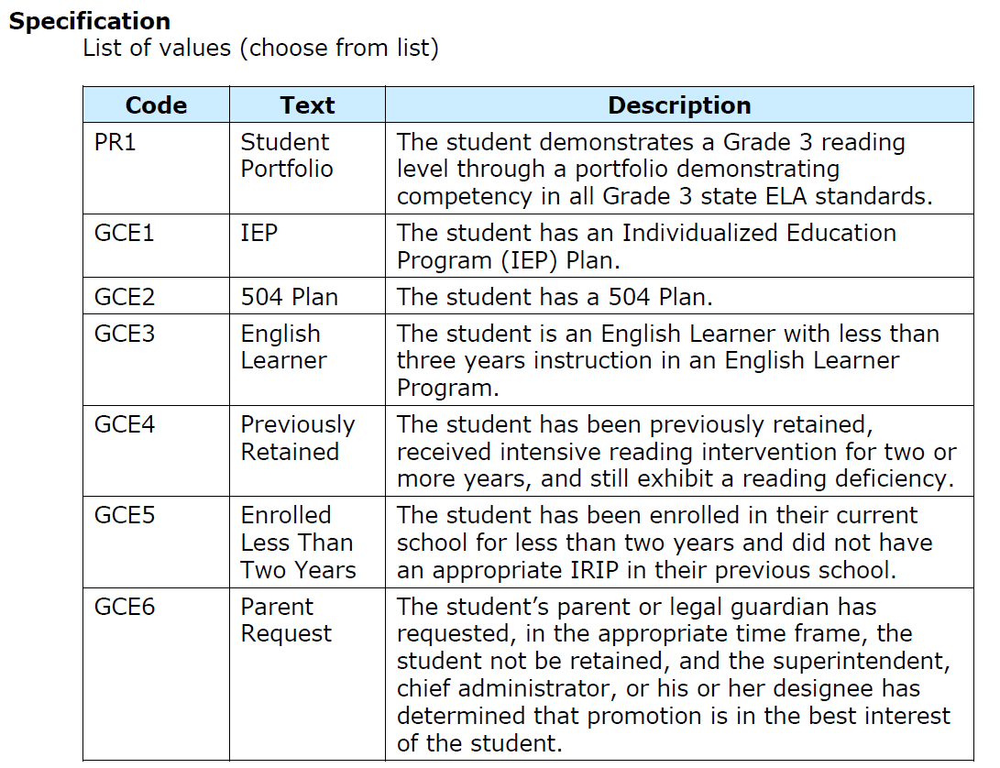 Specification
List of values (choose from list)
Code Text Description
PR1 Student The student demonstrates a Grade 3 reading
Portfolio level through a portfolio demonstrating
competency in all Grade 3 state ELA standards.
GCE1 IEP The student has an Individualized Education
Program (IEP) Plan.
GCE2 504 Plan The student has a 504 Plan.
GCE3 English The student is an English Learner with less than
Learner three years instruction in an English Learner
Program.
GCE4 Previously The student has been previously retained,
Retained received intensive reading intervention for two or
more years, and still exhibit a reading deficiency.
GCE5 Enrolled The student has been enrolled in their current
Less Than school for less than two years and did not have
Two Years an appropriate IRIP in their previous school.
GCE6 Parent The student’s parent or legal guardian has
Request requested, in the appropriate time frame, the
student not be retained, and the superintendent,
chief administrator, or his or her designee has
determined that promotion is in the best interest
of the student.